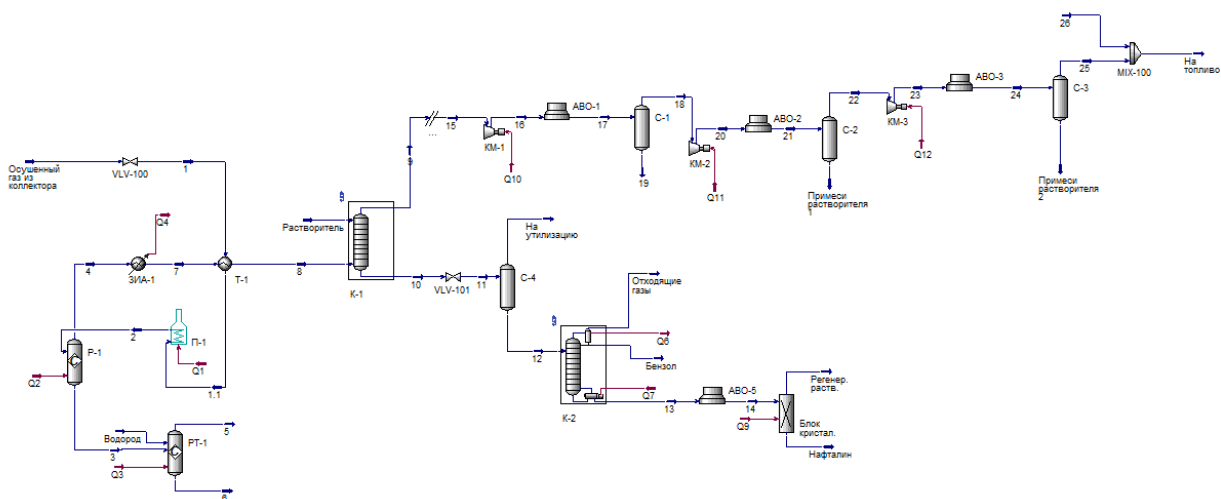 26
25
На
топливо
MIX-100
АВО-3
23
24
С-3
22
КМ-3
Q12
Примеси
растворителя
2
АВО-2
20
21
С-2
КМ-2
Q11
Примеси
растворителя
1
18
АВО-1
16
17
С-1
19
15
...
КМ-1
Q10
9
Осушенный
газ из
коллектора
VLV-100
1
Q4
4
ЗИА-1
7
Т-1
8
Растворитель
К-1
10
VLV-101
11
С-4
На
утилизацию
12
Отходящие
газы
Q6
Бензол
Q7
К-2
13
АВО-5
14
Q9
Регенер.
раств.
Блок
кристал.
Нафталин
2
П-1
Q1
1.1
Р-1
Q2
Водород
3
РТ-1
5
Q3
6